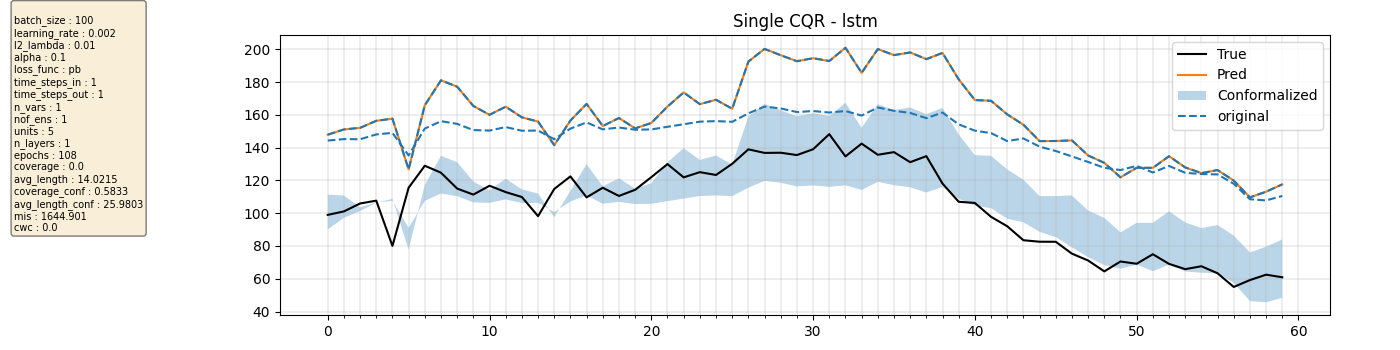 batch_size : 100
learning_rate : 0.002
l2_lambda : 0.01
alpha : 0.1
loss_func : pb
time_steps_in : 1
time_steps_out : 1
n_vars : 1
nof_ens : 1
units : 5
n_layers : 1
epochs : 108
coverage : 0.0
avg_length : 14.0215
coverage_conf : 0.5833
avg_length_conf : 25.9803
mis : 1644.901
cwc : 0.0
Single CQR - lstm
200
180
160
140
120
100
80
60
40
0 10 20 30 40 50 60
True
Pred
Conformalized
original